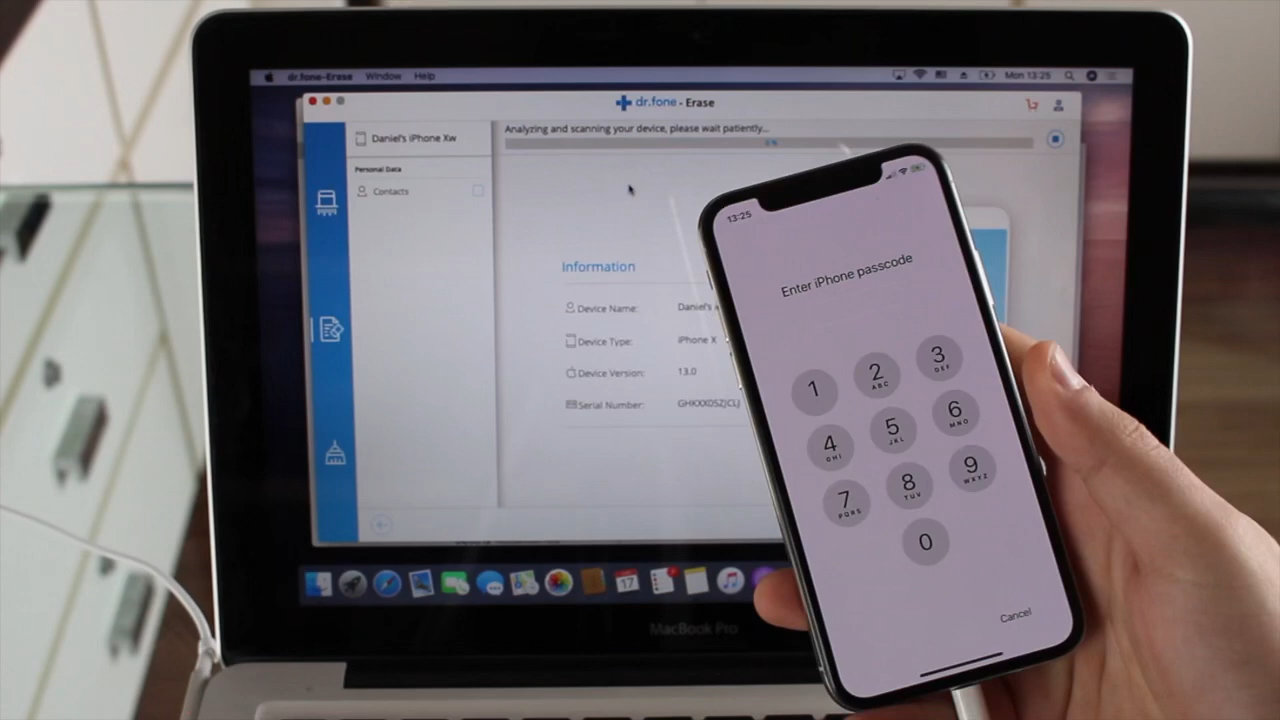 dr.fone-Erase Window Help Mon 13:25
dr.fone - Erase
Daniel's iPhone Xw
Analyzing and scanning your device, please wait patiently...
0%
Personal Data
Contacts
Information
Device Name: Daniel's
Device Type: iPhone X
Device Version: 13.0
Serial Number:
17
MacBook Pro
13:25
Enter iPhone passcode
1
2 ABC
3 DEF
4 GHI
5 JKL
6 MNO
7 PQRS
8 TUV
9 WXYZ
0
Cancel